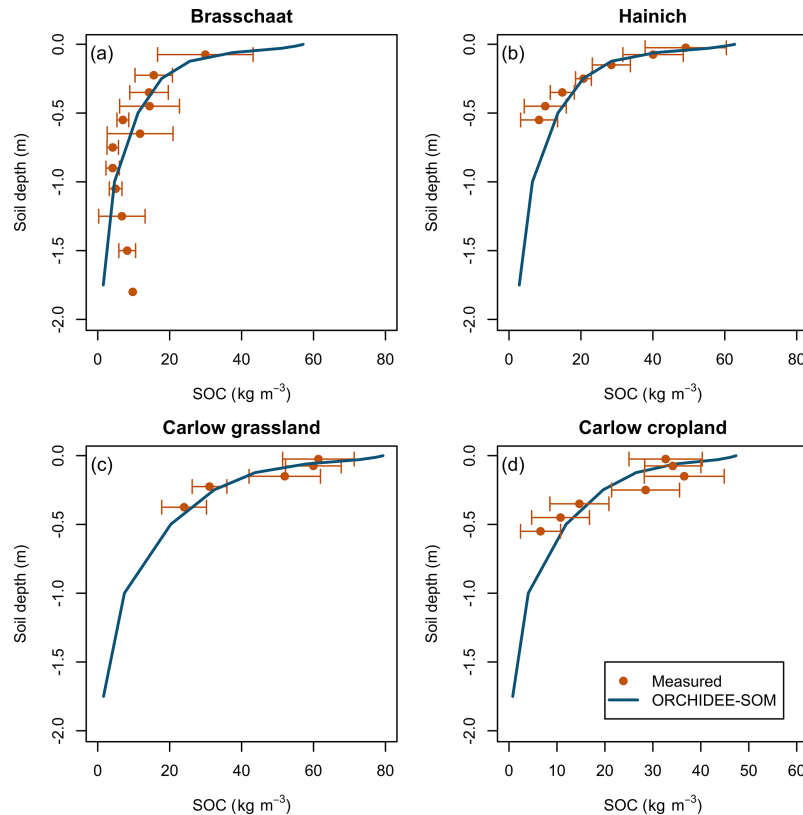 Brasschaat
(a)
0.0
-0.5
-1.0
-1.5
-2.0
Soil depth (m)
0 20 40 60 80
SOC (kg m⁻³)
Hainich
(b)
0.0
-0.5
-1.0
-1.5
-2.0
Soil depth (m)
0 20 40 60 80
SOC (kg m⁻³)
Carlow grassland
(c)
0.0
-0.5
-1.0
-1.5
-2.0
Soil depth (m)
0 20 40 60 80
SOC (kg m⁻³)
Carlow cropland
(d)
0.0
-0.5
-1.0
-1.5
-2.0
Soil depth (m)
Measured
ORCHIDEE-SOM
0 10 20 30 40 50 60
SOC (kg m⁻³)